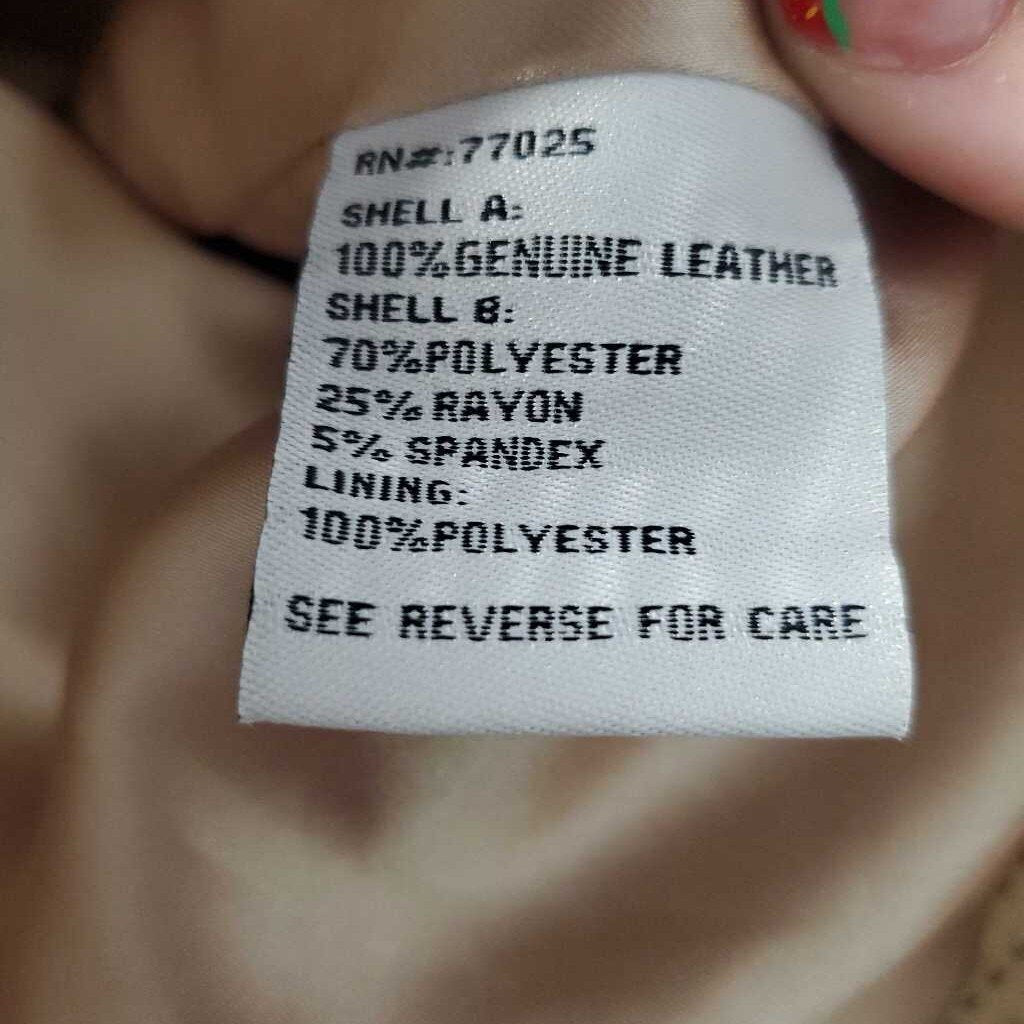 RN#:77025
SHELL A:
100%GENUINE LEATHER
SHELL B:
70%POLYESTER
25% RAYON
5% SPANDEX
LINING:
100%POLYESTER
SEE REVERSE FOR CARE